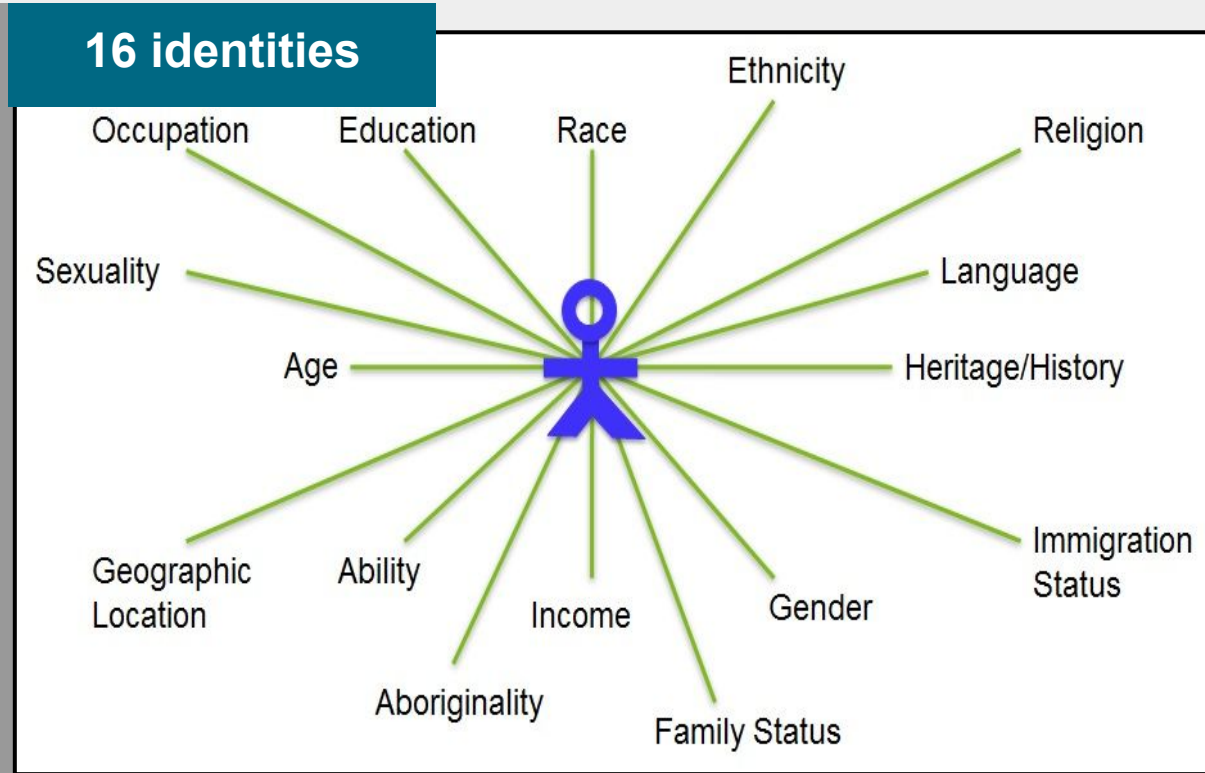 16 identities
Ethnicity
Occupation
Education
Race
Religion
Sexuality
Language
Age
Heritage/History
Geographic
Location
Ability
Income
Gender
Immigration
Status
Aboriginality
Family Status